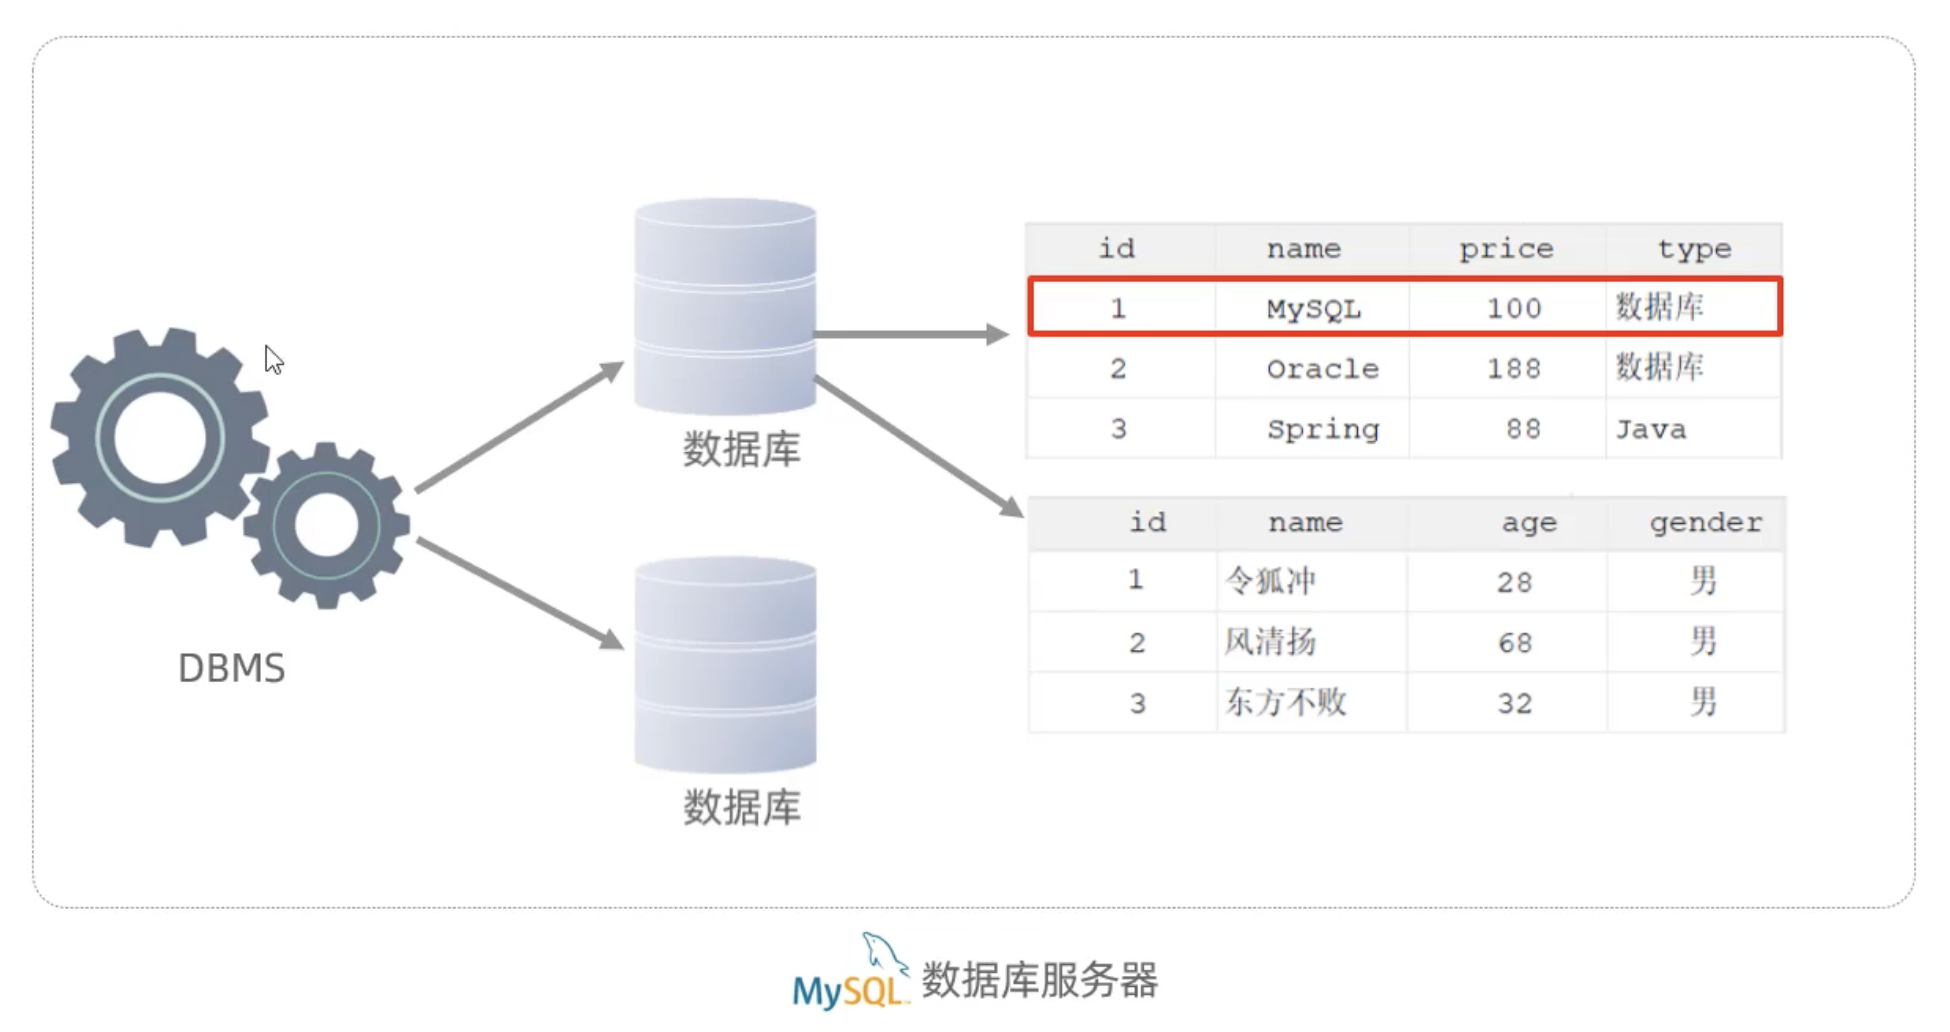 DBMS
数据库
数据库
id name price type
1 MySQL 100 数据库
2 Oracle 188 数据库
3 Spring 88 Java
id name age gender
1 令狐冲 28 男
2 风清扬 68 男
3 东方不败 32 男
MySQL™ 数据库服务器